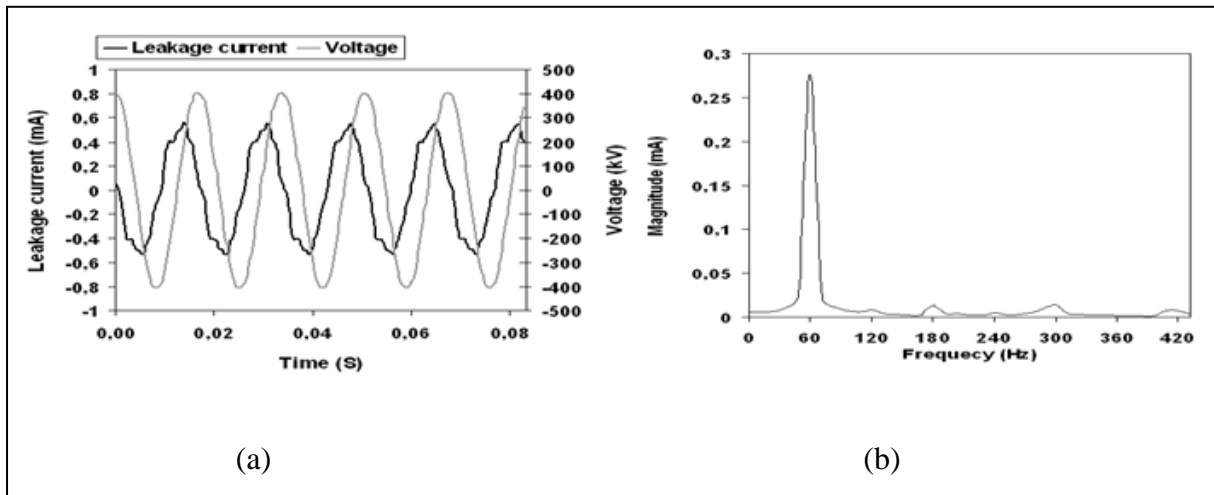 Leakage current Voltage
1
0,8
0,6
0,4
0,2
0
-0,2
-0,4
-0,6
-0,8
-1
Leakage current (mA)
500
400
300
200
100
0
-100
-200
-300
-400
-500
Voltage (kV)
0,00 0,02 0,04 0,06 0,08
Time (S)
(a)
0,3
0,25
0,2
0,15
0,1
0,05
0
Magnitude (mA)
0 60 120 180 240 300 360 420
Frequecy (Hz)
(b)